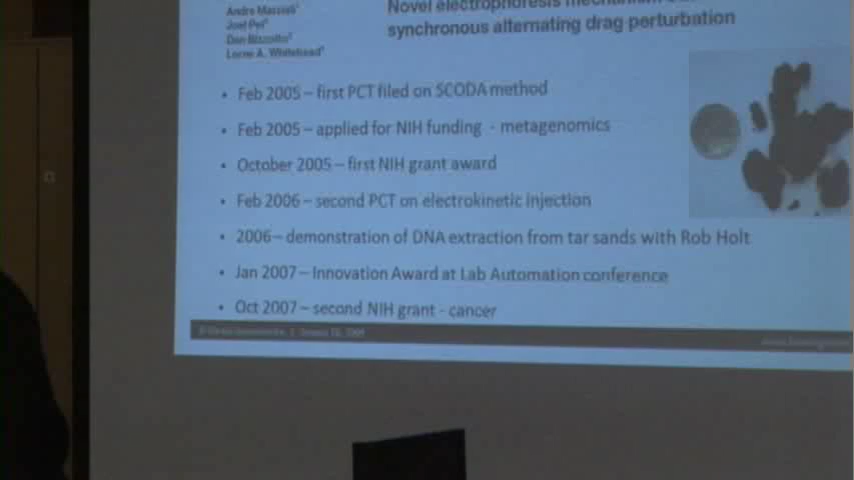 Andre Marziali
Novel electrophoresis
Joel Pel
synchronous alternating drag perturbation
Dan Bizzotto
Lorne A. Whitehead
• Feb 2005 – first PCT filed on SCODA method
• Feb 2005 – applied for NIH funding - metagenomics
• October 2005 – first NIH grant award
• Feb 2006 – second PCT on electrokinetic injection
• 2006 – demonstration of DNA extraction from tar sands with Rob Holt
• Jan 2007 – Innovation Award at Lab Automation conference
• Oct 2007 – second NIH grant - cancer